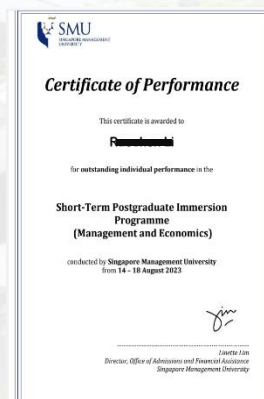 SMU
SINGAPORE MANAGEMENT
UNIVERSITY
Certificate of Performance
This certificate is awarded to
for outstanding individual performance in the
Short-Term Postgraduate Immersion
Programme
(Management and Economics)
conducted by Singapore Management University
from 14 – 18 August 2023
Linette Lim
Director, Office of Admissions and Financial Assistance
Singapore Management University